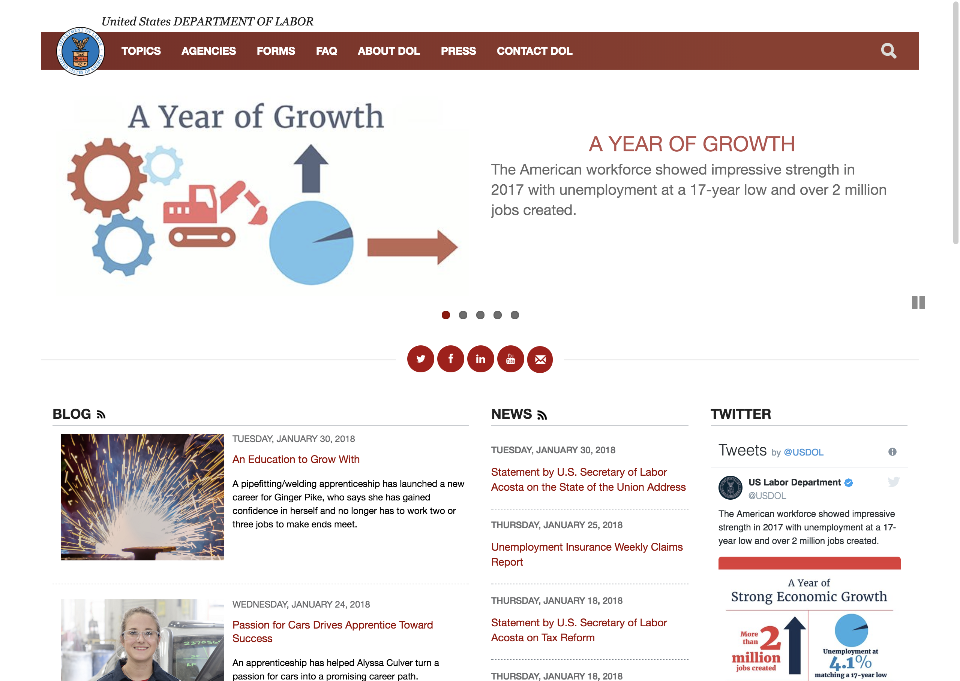 United States DEPARTMENT OF LABOR
TOPICS AGENCIES FORMS FAQ ABOUT DOL PRESS CONTACT DOL
A Year of Growth
A YEAR OF GROWTH
The American workforce showed impressive strength in
2017 with unemployment at a 17-year low and over 2 million
jobs created.
in
BLOG
TUESDAY, JANUARY 30, 2018
An Education to Grow With
A pipefitting/welding apprenticeship has launched a new
career for Ginger Pike, who says she has gained
confidence in herself and no longer has to work two or
three jobs to make ends meet.
WEDNESDAY, JANUARY 24, 2018
Passion for Cars Drives Apprentice Toward
Success
An apprenticeship has helped Alyssa Culver turn a
passion for cars into a promising career path.
NEWS
TUESDAY, JANUARY 30, 2018
Statement by U.S. Secretary of Labor
Acosta on the State of the Union Address
THURSDAY, JANUARY 25, 2018
Unemployment Insurance Weekly Claims
Report
THURSDAY, JANUARY 18, 2018
Statement by U.S. Secretary of Labor
Acosta on Tax Reform
THURSDAY, JANUARY 18, 2018
TWITTER
Tweets by @USDOL
US Labor Department
@USDOL
The American workforce showed impressive
strength in 2017 with unemployment at a 17-
year low and over 2 million jobs created.
A Year of
Strong Economic Growth
More than 2 million
jobs created
Unemployment at
4.1%
matching a 17-year low